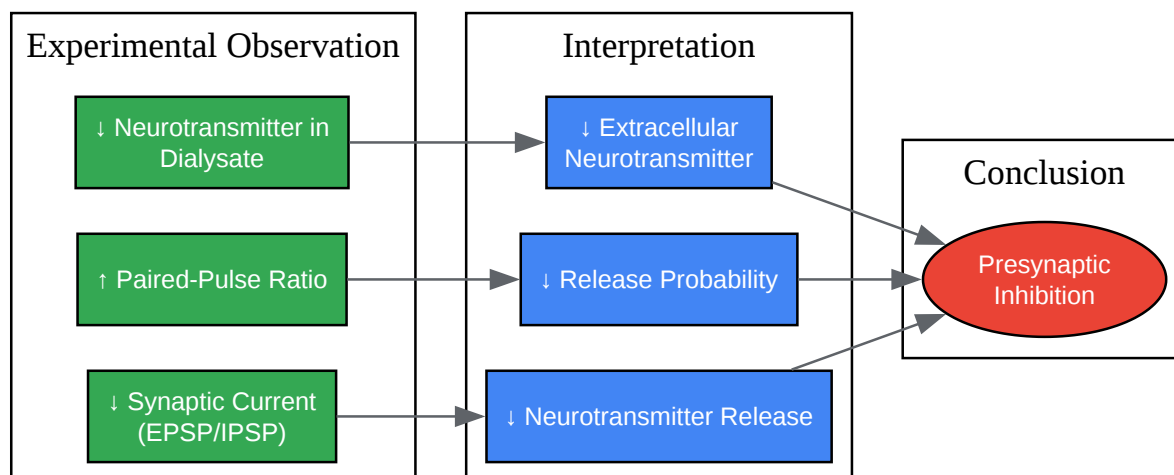 Experimental Observation
↓ Neurotransmitter in
Dialysate
↑ Paired-Pulse Ratio
↓ Synaptic Current
(EPSP/IPSP)
Interpretation
↓ Extracellular
Neurotransmitter
↓ Release Probability
↓ Neurotransmitter Release
Conclusion
Presynaptic
Inhibition